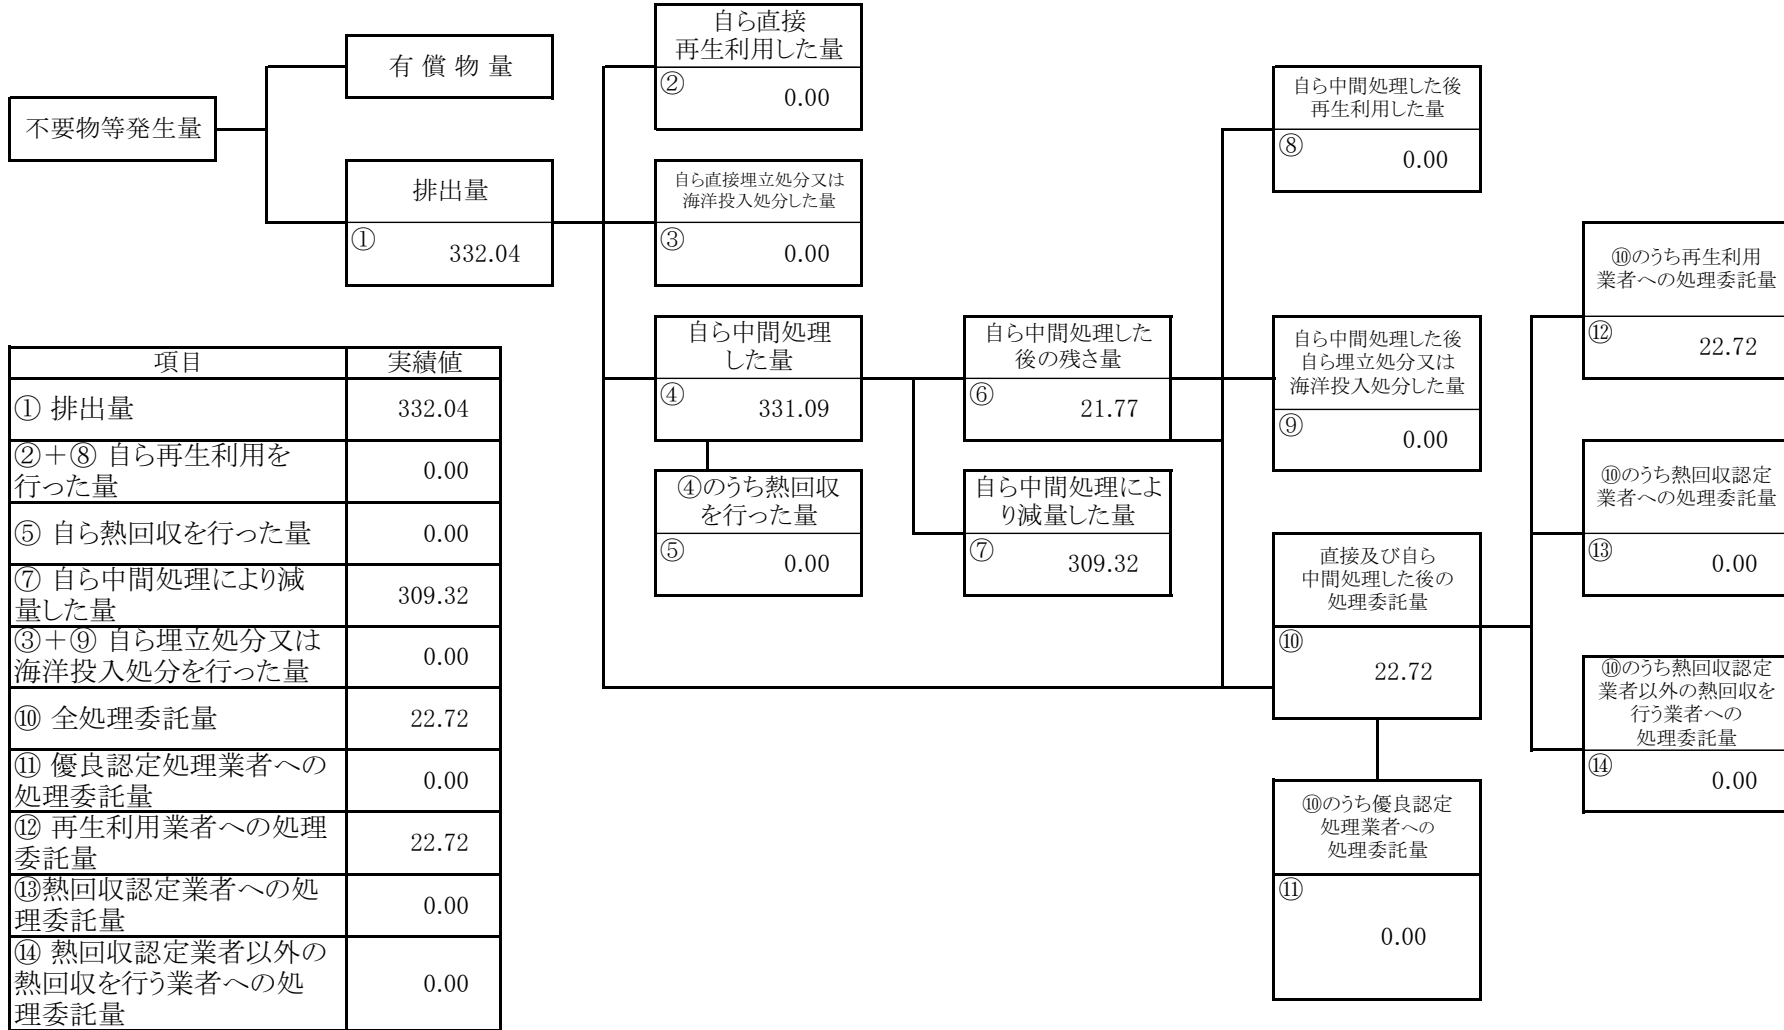 不要物等発生量
有 償 物 量
排出量
①
332.04
自ら直接
再生利用した量
②
0.00
自ら直接埋立処分又は
海洋投入処分した量
③
0.00
自ら中間処理
した量
④
331.09
④のうち熱回収
を行った量
⑤
0.00
自ら中間処理した
後の残さ量
⑥
21.77
自ら中間処理によ
り減量した量
⑦
309.32
自ら中間処理した後
再生利用した量
⑧
0.00
自ら中間処理した後
自ら埋立処分又は
海洋投入処分した量
⑨
0.00
直接及び自ら
中間処理した後の
処理委託量
⑩
22.72
⑩のうち優良認定
処理業者への
処理委託量
⑪
0.00
⑩のうち再生利用
業者への処理委託量
⑫
22.72
⑩のうち熱回収認定
業者への処理委託量
⑬
0.00
⑩のうち熱回収認定
業者以外の熱回収を
行う業者への
処理委託量
⑭
0.00
項目 実績値
① 排出量 332.04
②＋⑧ 自ら再生利用を
行った量 0.00
⑤ 自ら熱回収を行った量 0.00
⑦ 自ら中間処理により減
量した量 309.32
③＋⑨ 自ら埋立処分又は
海洋投入処分を行った量 0.00
⑩ 全処理委託量 22.72
⑪ 優良認定処理業者への
処理委託量 0.00
⑫ 再生利用業者への処理
委託量 22.72
⑬熱回収認定業者への処
理委託量 0.00
⑭ 熱回収認定業者以外の
熱回収を行う業者への処
理委託量 0.00